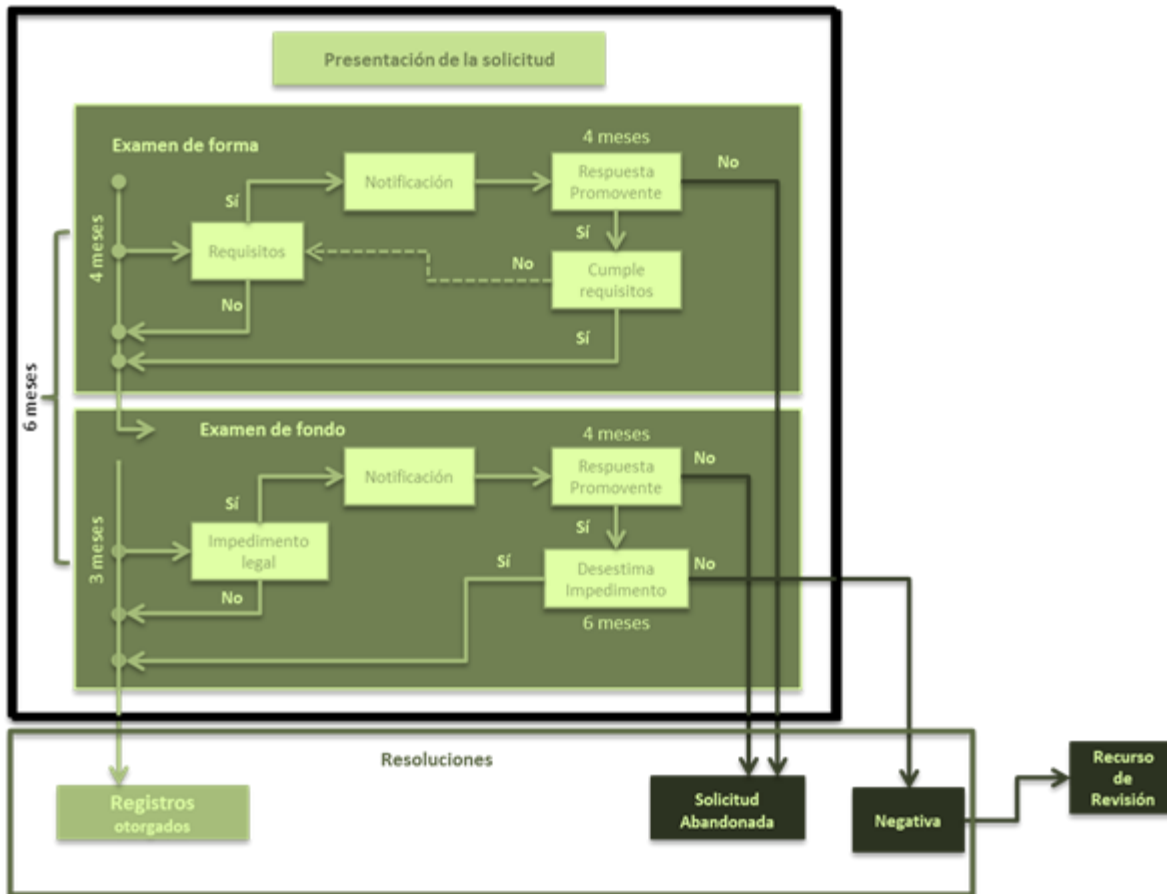 Presentación de la solicitud
Examen de forma
4 meses
Notificación
Respuesta
Promovente
No
Sí
Requisitos
Sí
No
Cumple
requisitos
No
Sí
4 meses
6 meses
Examen de fondo
4 meses
Notificación
Respuesta
Promovente
No
Sí
Sí
Impedimento
legal
Sí
Desestima
Impedimento
No
No
6 meses
3 meses
Resoluciones
Registros
otorgados
Solicitud
Abandonada
Negativa
Recurso
de
Revisión